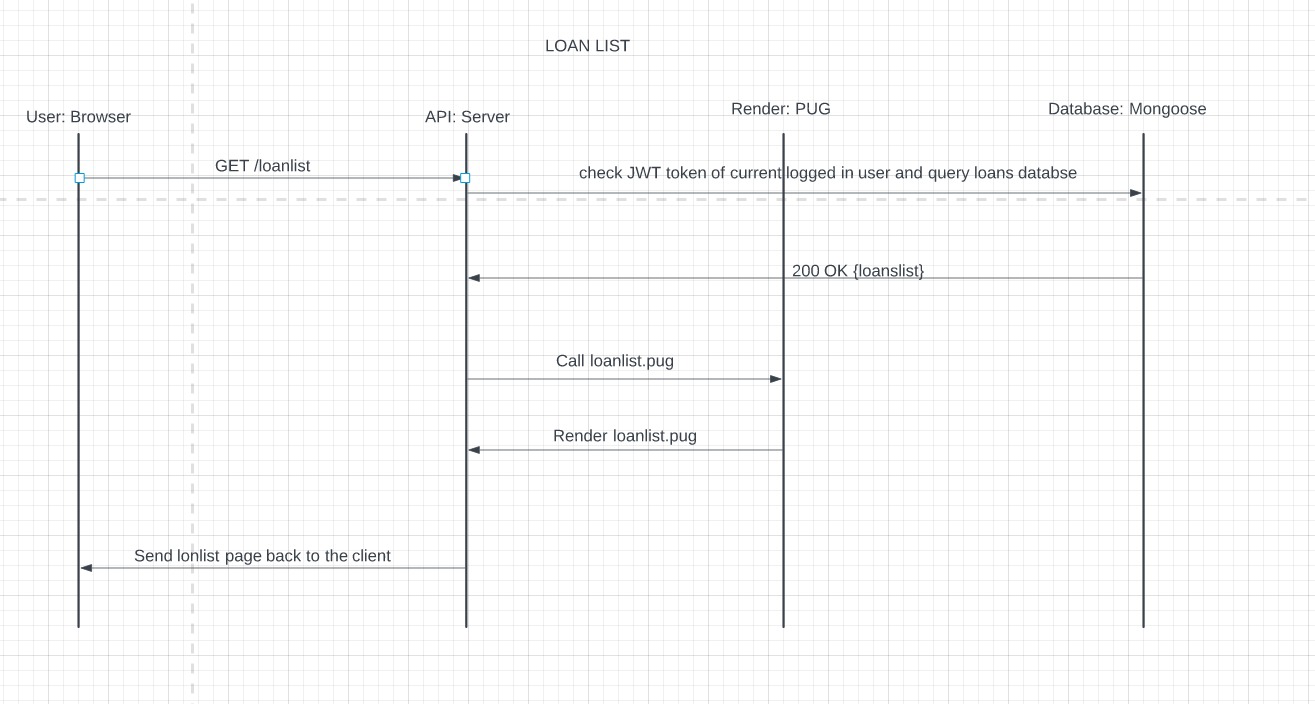 LOAN LIST
User: Browser
API: Server
Render: PUG
Database: Mongoose
GET /loanlist
check JWT token of current logged in user and query loans databse
200 OK {loanslist}
Call loanlist.pug
Render loanlist.pug
Send lonlist page back to the client